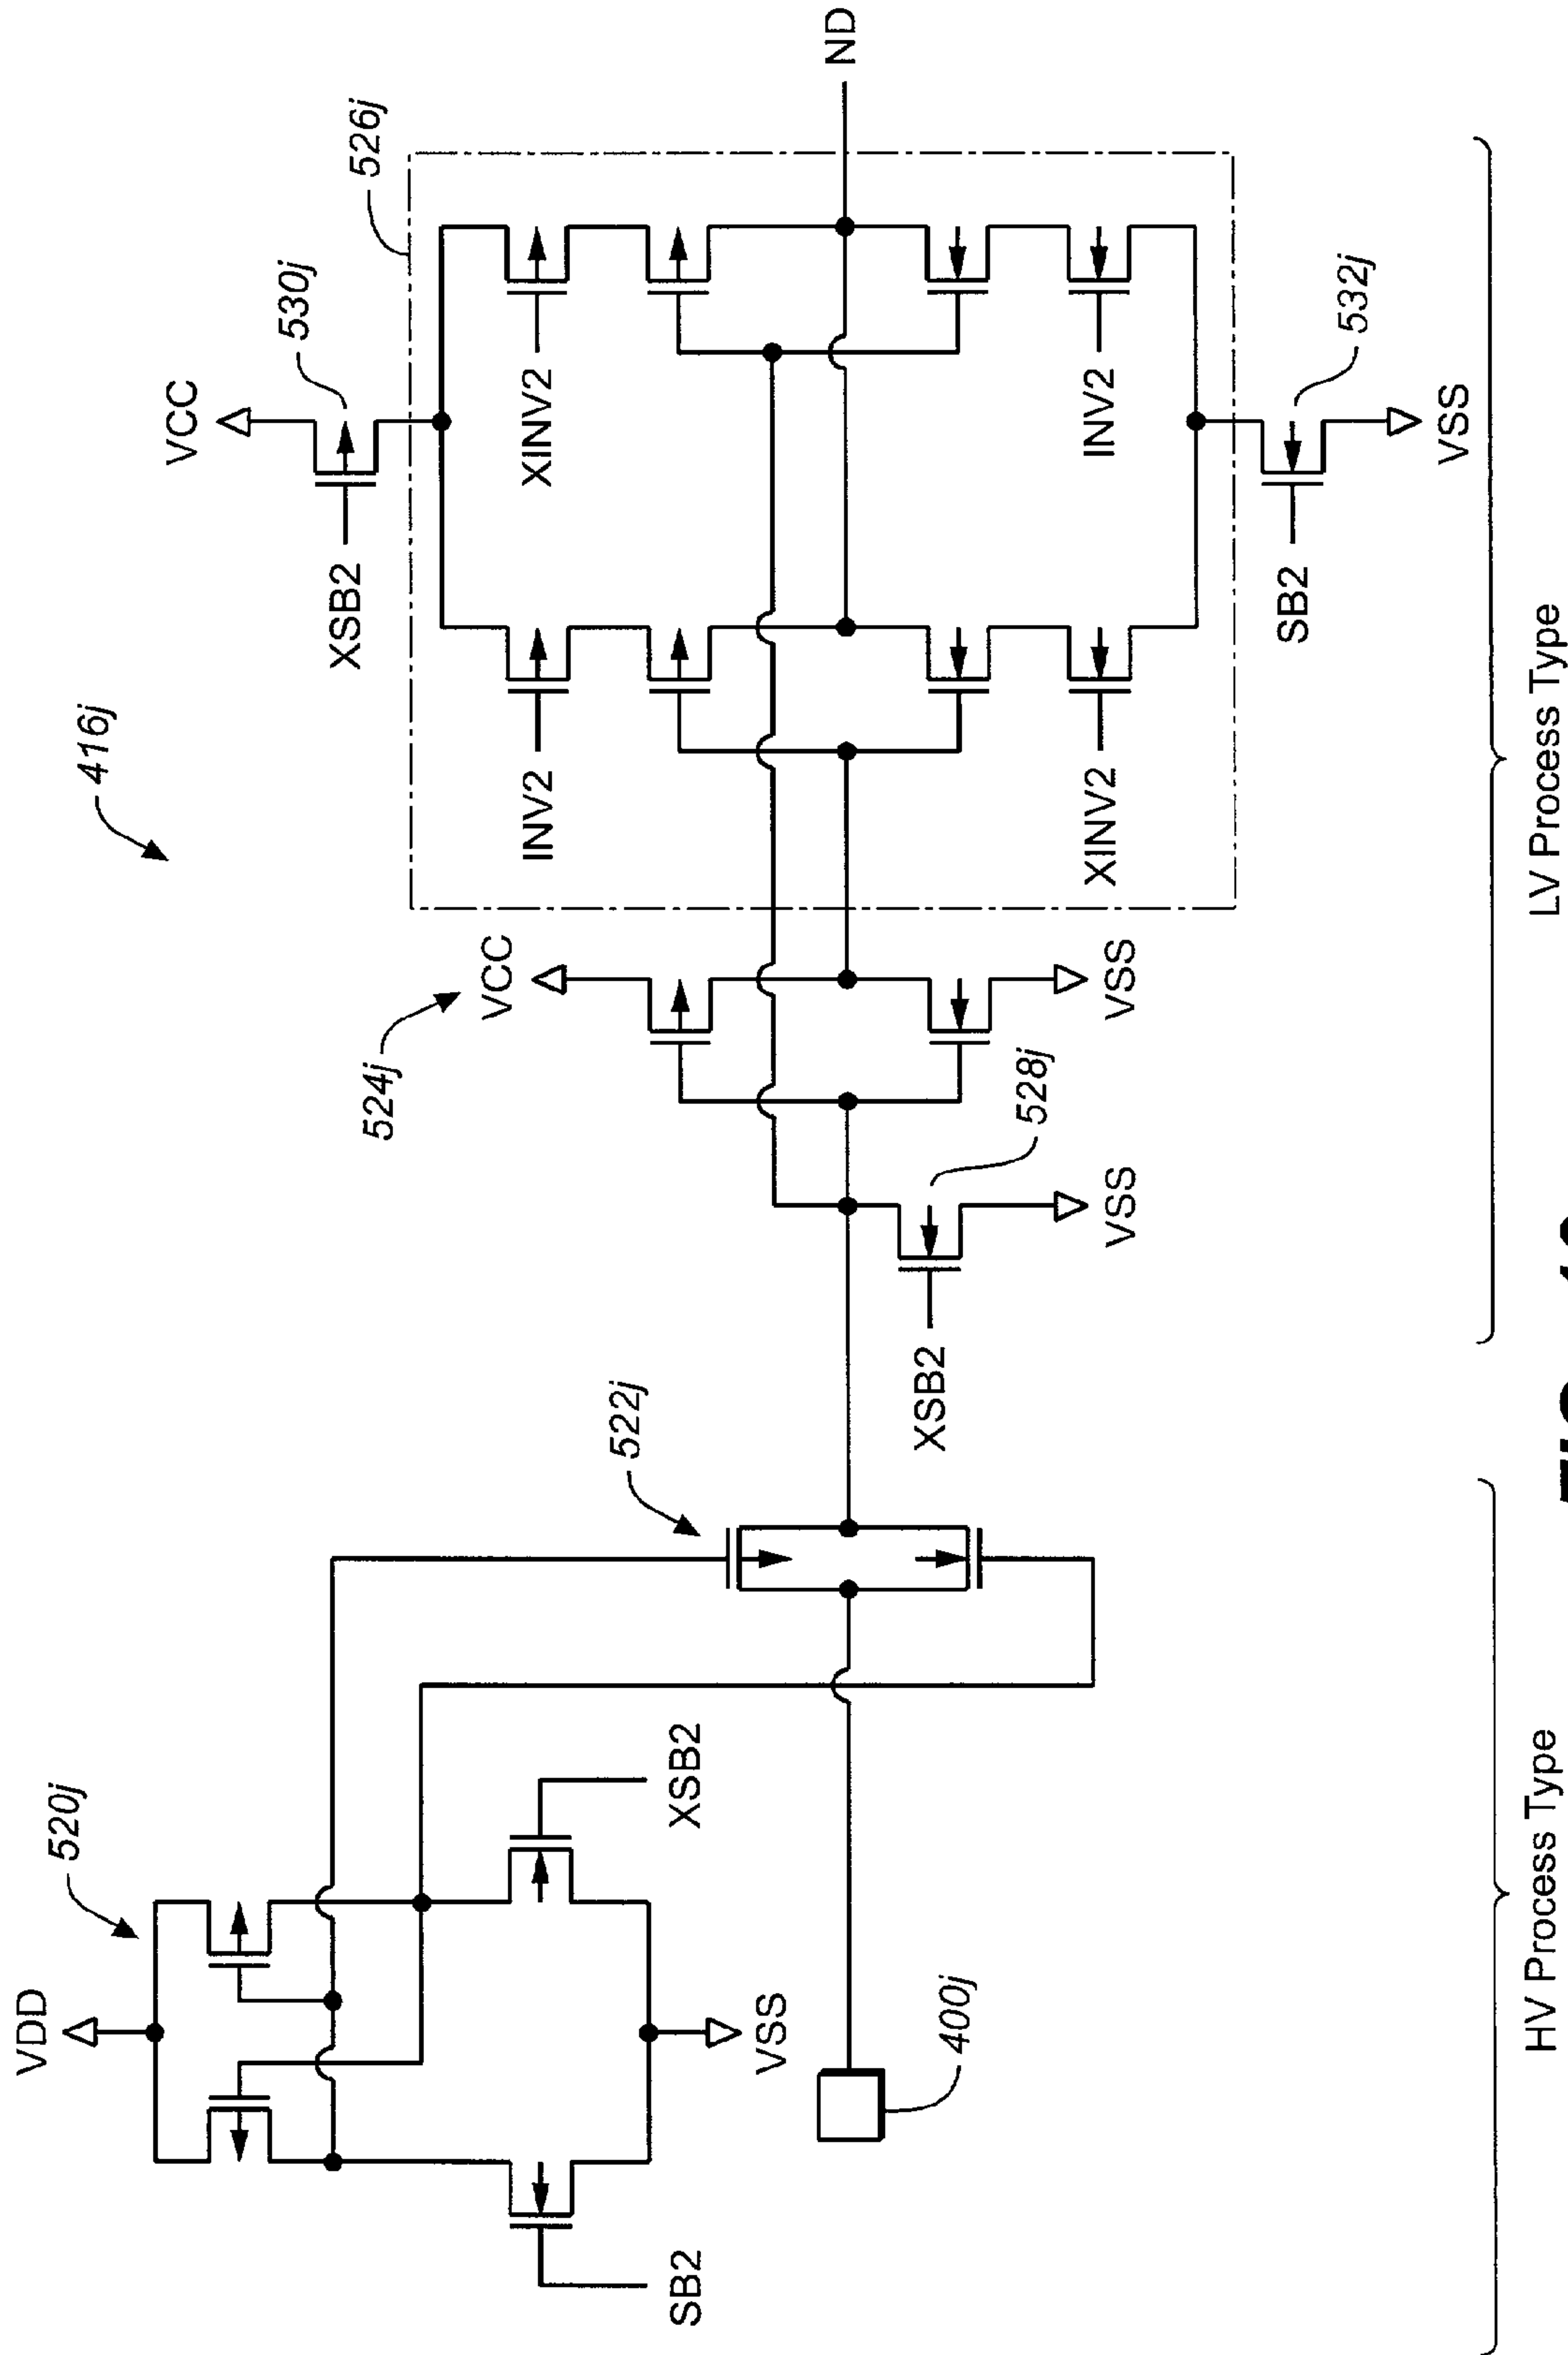 416j
VDD
520j
SB2
XSB2
VSS
400j
522j
XSB2
528j
VSS
524j
VCC
VSS
526j
VCC
530j
XSB2
INV2
XINV2
XINV2
INV2
SB2
532j
VSS
ND
HV Process Type
LV Process Type